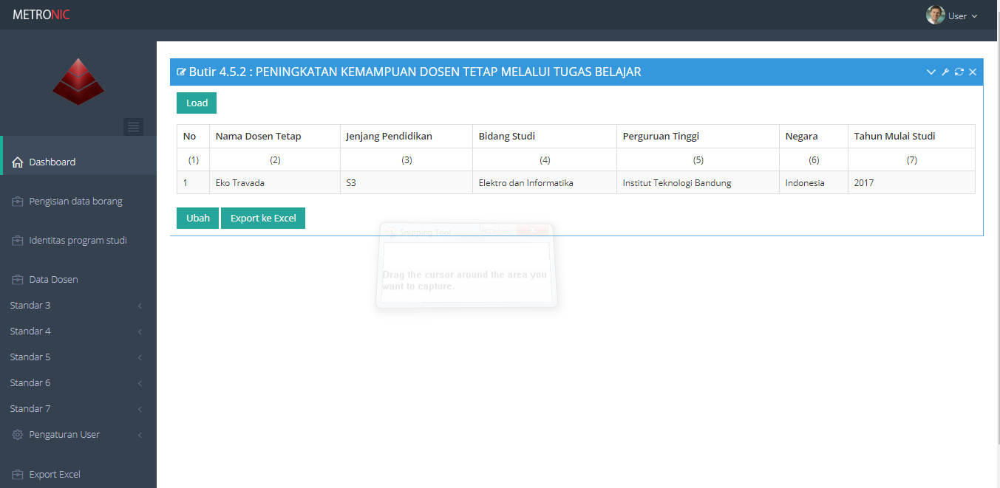 METRONIC
User
Dashboard
Pengisian data borang
Identitas program studi
Data Dosen
Standar 3
Standar 4
Standar 5
Standar 6
Standar 7
Pengaturan User
Export Excel
Butir 4.5.2 : PENINGKATAN KEMAMPUAN DOSEN TETAP MELALUI TUGAS BELAJAR
Load
No Nama Dosen Tetap Jenjang Pendidikan Bidang Studi Perguruan Tinggi Negara Tahun Mulai Studi
(1) (2) (3) (4) (5) (6) (7)
1 Eko Travada S3 Elektro dan Informatika Institut Teknologi Bandung Indonesia 2017
Ubah Export ke Excel
Snipping Tool
Drag the cursor around the area you
want to capture.